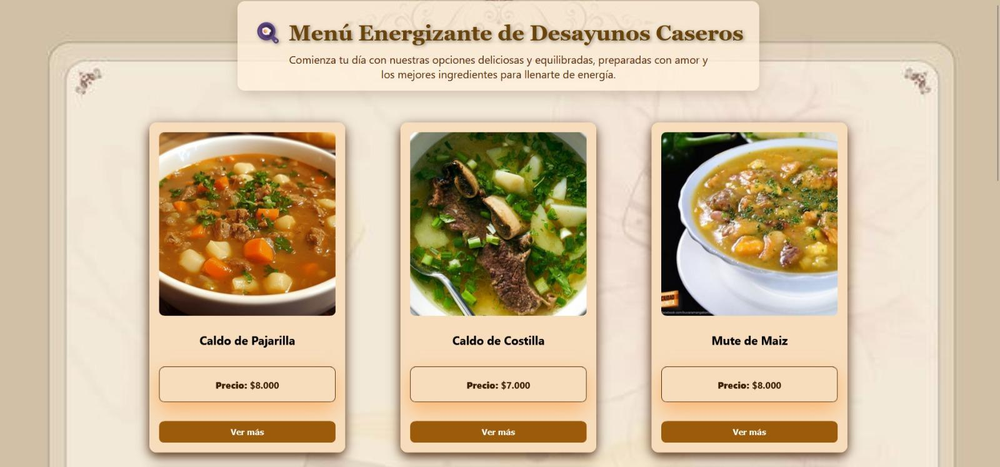 Menú Energizante de Desayunos Caseros
Comienza tu día con nuestras opciones deliciosas y equilibradas, preparadas con amor y
los mejores ingredientes para llenarte de energía.
Caldo de Pajarilla
Caldo de Costilla
Mute de Maiz
Precio: $8.000
Precio: $7.000
Precio: $8.000
Ver más
Ver más
Ver más